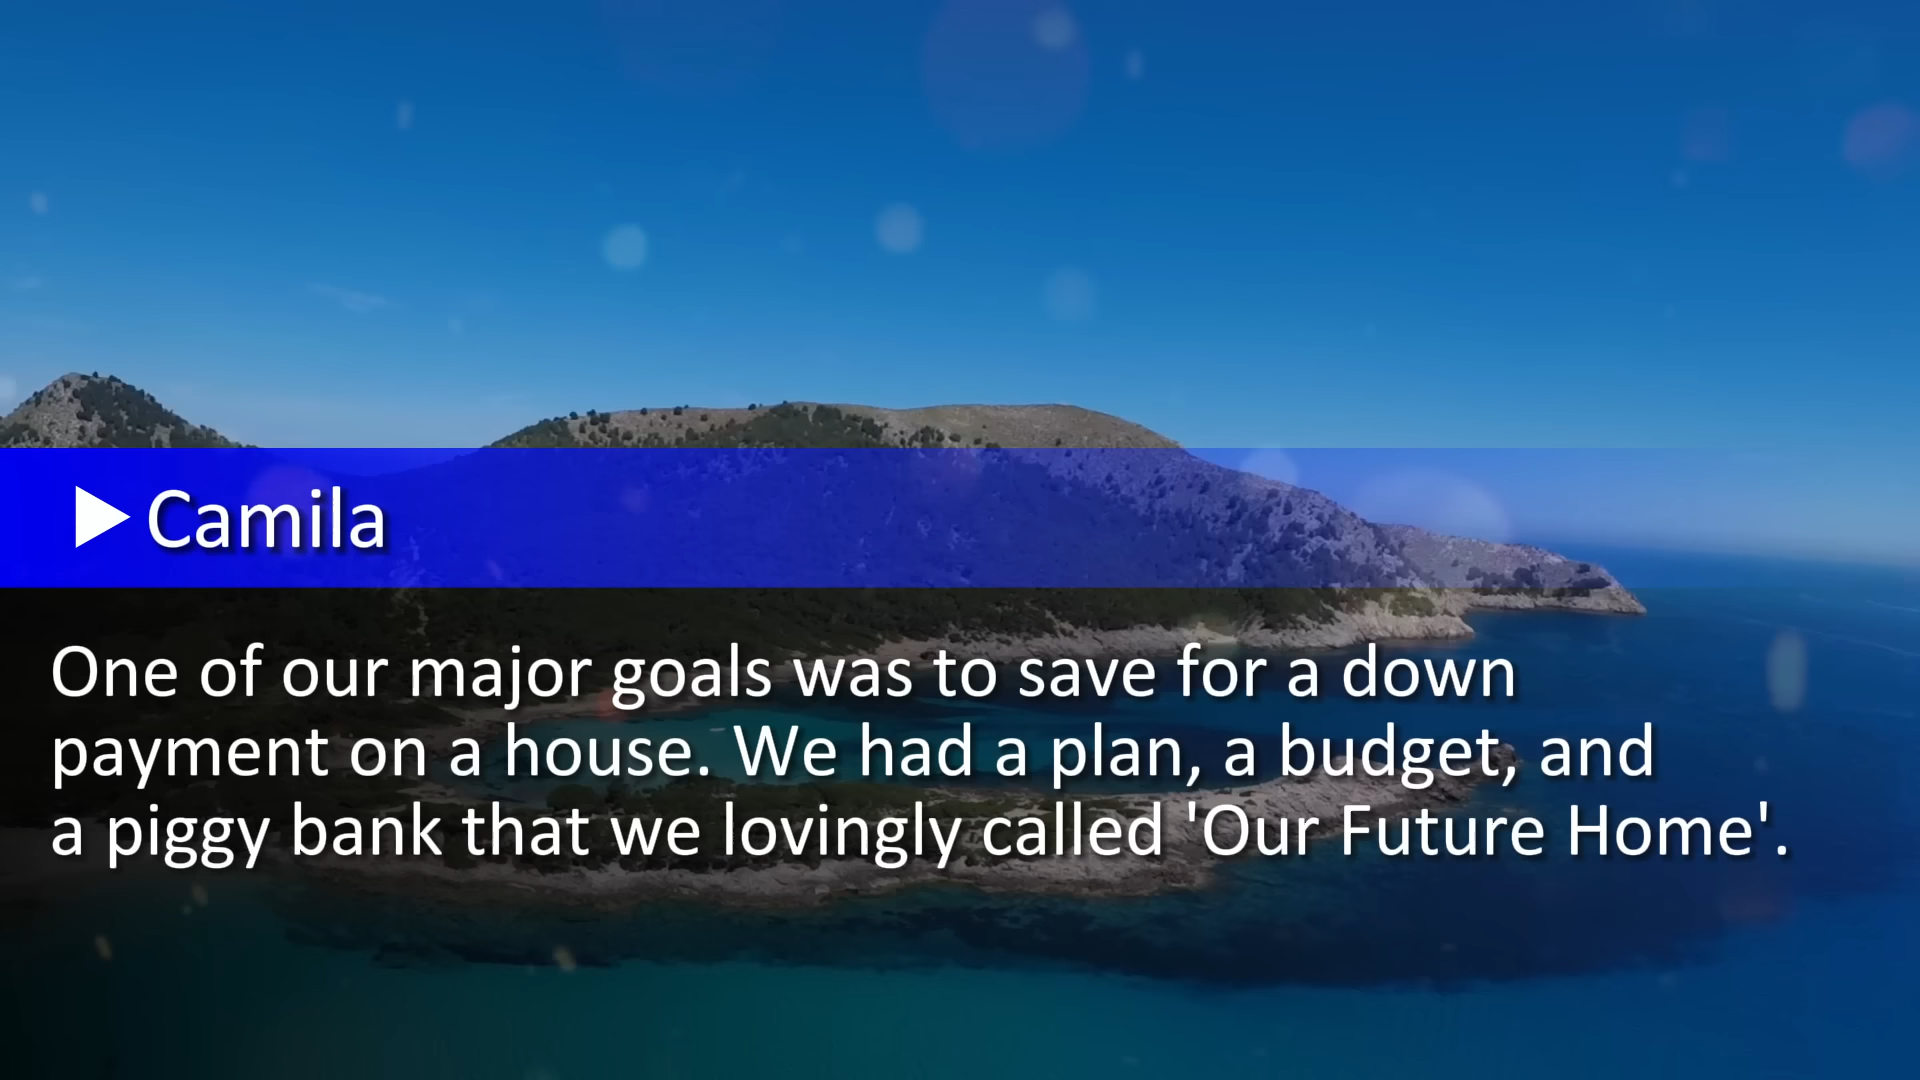 Camila
One of our major goals was to save for a down
payment on a house. We had a plan, a budget, and
a piggy bank that we lovingly called 'Our Future Home'.